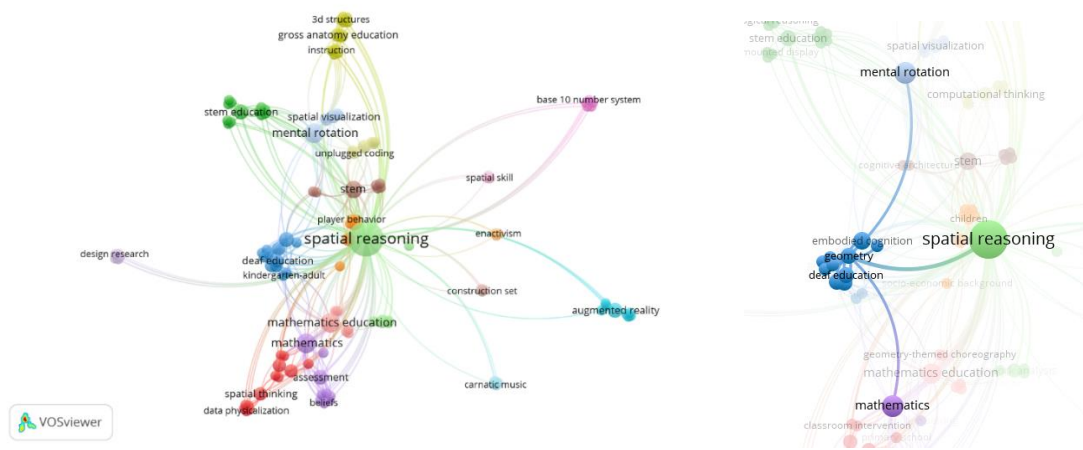 3d structures
gross anatomy education
instruction
stem education
spatial visualization
mental rotation
unplugged coding
base 10 number system
stem
spatial skill
player behavior
spatial reasoning
enactivism
design research
deaf education
kindergarten-adult
construction set
augmented reality
mathematics education
mathematics
carnatic music
assessment
spatial thinking
beliefs
data physicalization
VOSviewer
stem education
mounted display
spatial visualization
mental rotation
computational thinking
cognitive architecture
stem
children
embodied cognition
spatial reasoning
geometry
deaf education
socio-economic background
geometry-themed choreography
mathematics education
mathematics
classroom intervention